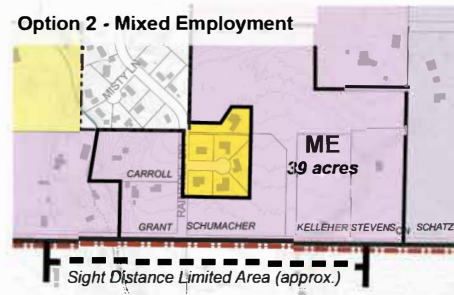 Option 2 - Mixed Employment
MISTY LN
ME
39 acres
CARROLL
GRANT SCHUMACHER KELLEHER STEVENSON SCHATZ
Sight Distance Limited Area (approx.)